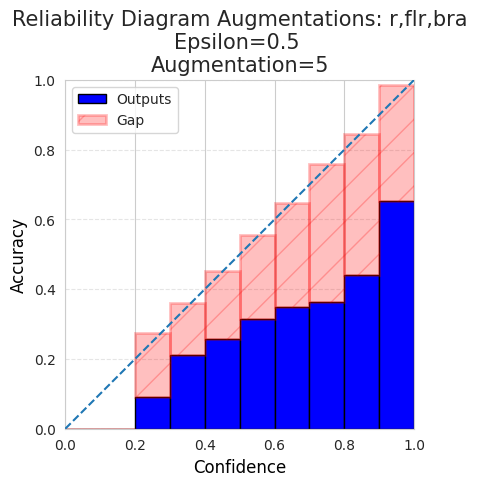 Reliability Diagram Augmentations: r,flr,bra
Epsilon=0.5
Augmentation=5
Outputs
Gap
Accuracy
1.0
0.8
0.6
0.4
0.2
0.0
0.0 0.2 0.4 0.6 0.8 1.0
Confidence